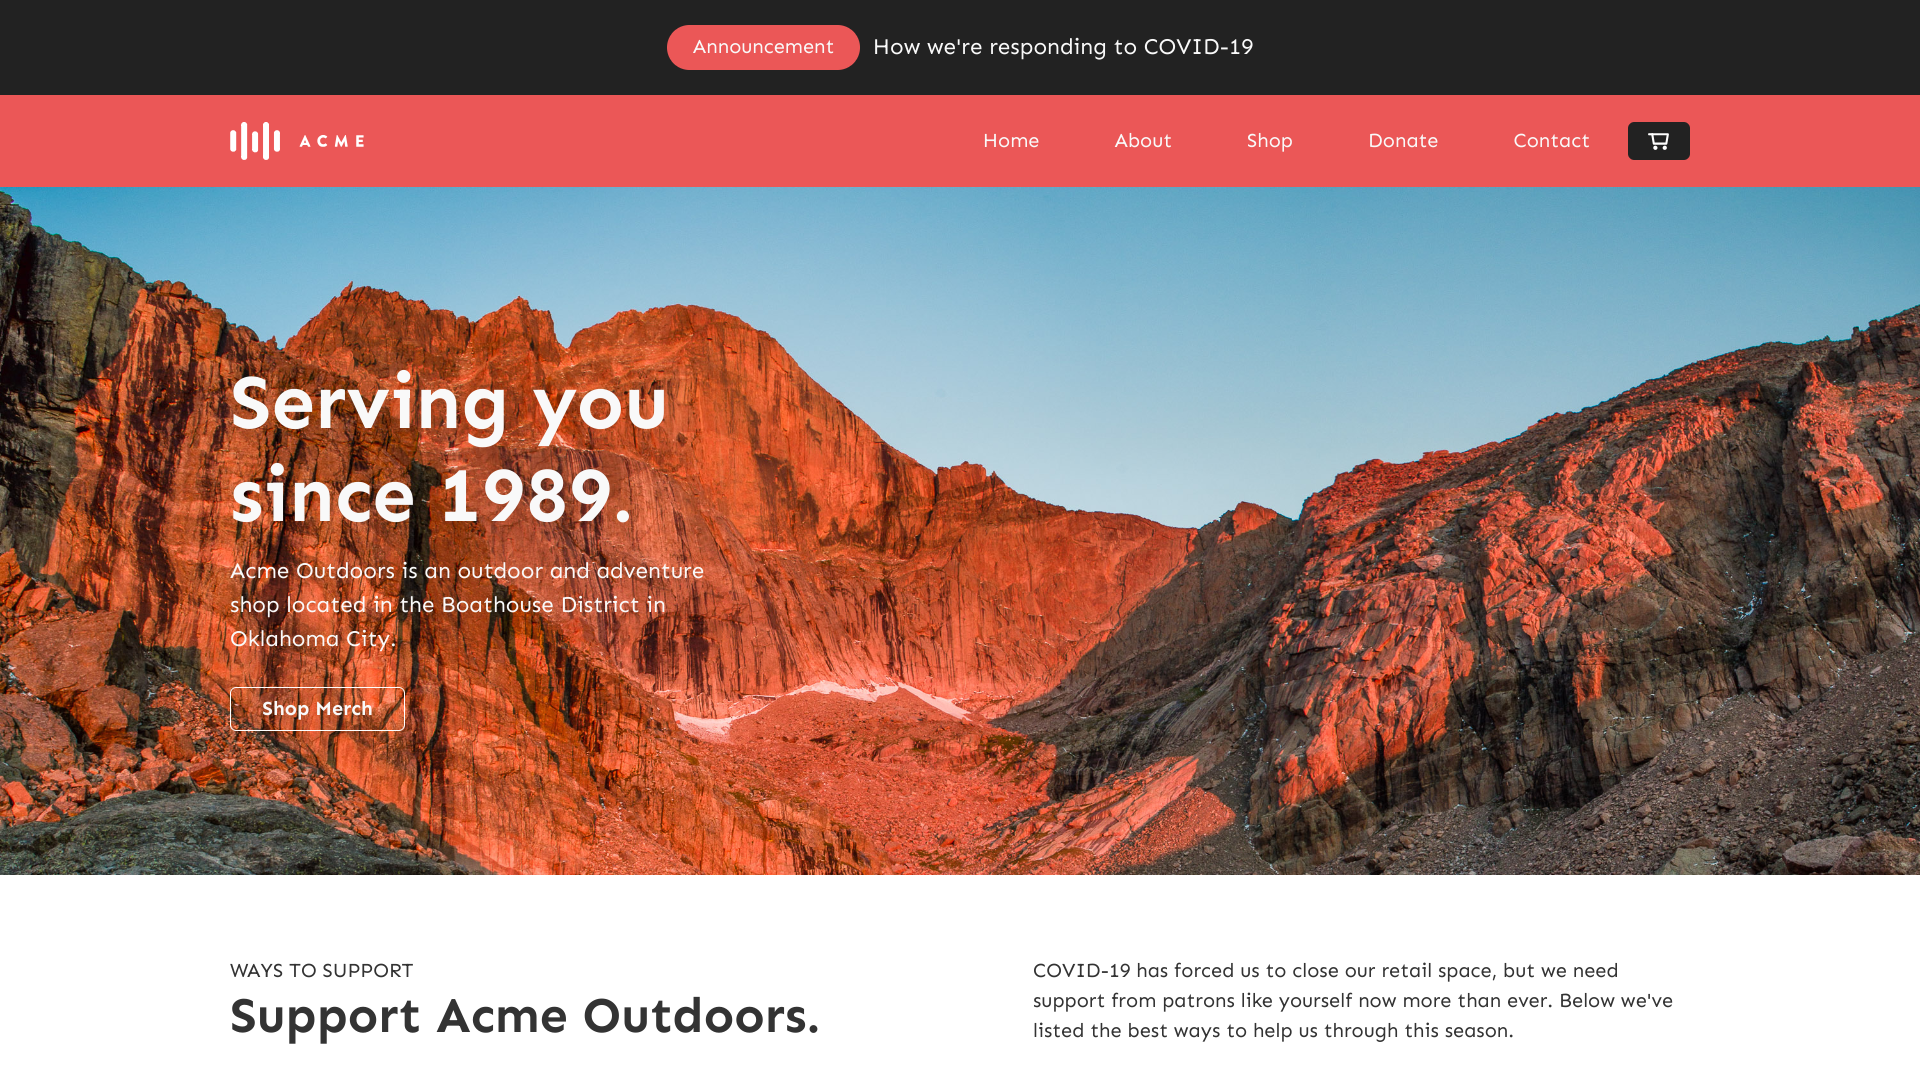 Announcement How we're responding to COVID-19
ACME Home About Shop Donate Contact
Serving you
since 1989.
Acme Outdoors is an outdoor and adventure
shop located in the Boathouse District in
Oklahoma City.
Shop Merch
WAYS TO SUPPORT
Support Acme Outdoors.
COVID-19 has forced us to close our retail space, but we need
support from patrons like yourself now more than ever. Below we've
listed the best ways to help us through this season.